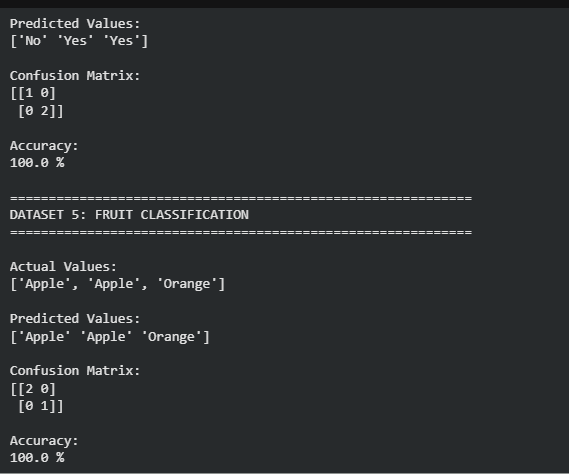 Predicted Values:
['No' 'Yes' 'Yes']
Confusion Matrix:
[[1 0]
 [0 2]]
Accuracy:
100.0 %
============================================================
DATASET 5: FRUIT CLASSIFICATION
============================================================
Actual Values:
['Apple', 'Apple', 'Orange']
Predicted Values:
['Apple' 'Apple' 'Orange']
Confusion Matrix:
[[2 0]
 [0 1]]
Accuracy:
100.0 %